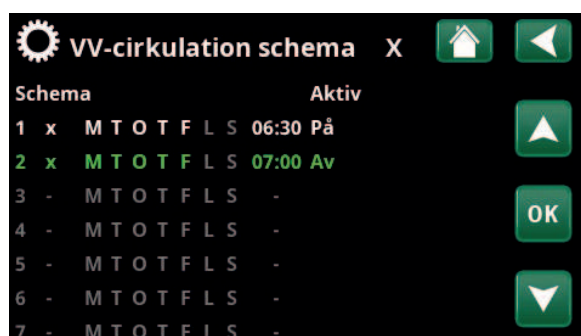 VV-cirkulation schema X
Schema Aktiv
1 x M T O T F L S 06:30 På
2 x M T O T F L S 07:00 Av
3 - M T O T F L S -
4 - M T O T F L S -
OK
5 - M T O T F L S -
6 - M T O T F L S -
7 - M T O T F L S -